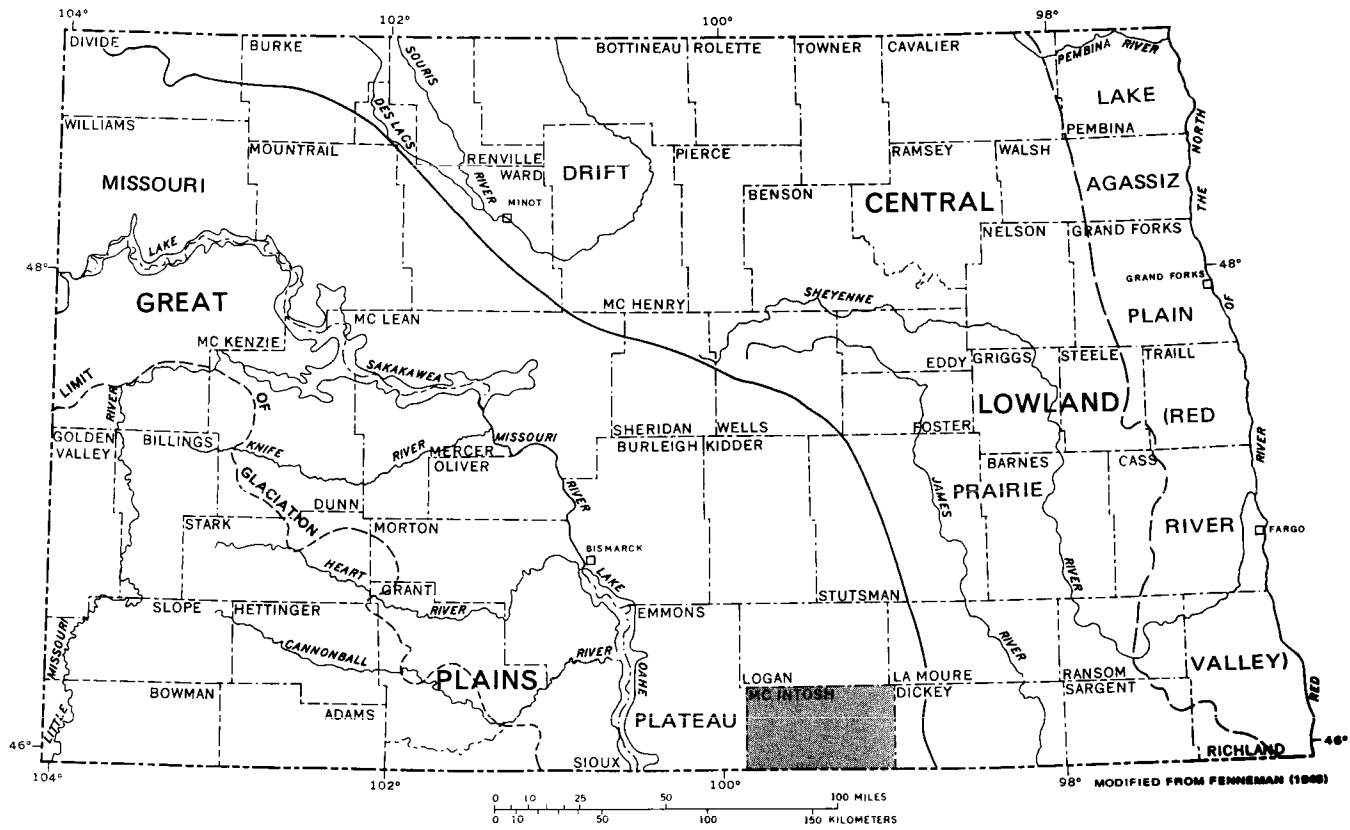 104°
102°
100°
98°
DIVIDE
BURKE
SOURIS
BOTTINEAU
ROLETTE
TOWNER
CAVALIER
PEMBINA RIVER
DES LACS
LAKE
WILLIAMS
PEMBINA
MOUNTRAIL
RENVILLE
WARD
PIERCE
RAMSEY
WALSH
NORTH
MISSOURI
RIVER
DRIFT
BENSON
CENTRAL
AGASSIZ
THE
MINOT
NELSON
GRAND FORKS
LAKE
48°
48°
GRAND FORKS
GREAT
MC HENRY
SHEYENNE
OF
MC LEAN
PLAIN
MC KENZIE
SAKAKAWEA
EDDY
GRIGGS
STEELE
TRAILL
LIMIT
OF
RIVER
LOWLAND
(RED
GOLDEN
VALLEY
BILLINGS
KNIFE
RIVER
MERCER
OLIVER
MISSOURI
SHERIDAN
WELLS
FOSTER
RIVER
BURLEIGH
KIDDER
BARNES
CASS
GLACIATION
DUNN
RIVER
JAMES
PRAIRIE
STARK
MORTON
RIVER
FARGO
BISMARCK
HEART
LAKE
GRANT
RIVER
STUTSMAN
RIVER
SLOPE
HETTINGER
EMMONS
MISSOURI
CANNONBALL
RIVER
OAHE
RIVER
VALLEY)
PLAINS
LOGAN
LA MOURE
RANSOM
RED
BOWMAN
MC INTOSH
DICKEY
SARGENT
ADAMS
PLATEAU
LITTLE
46°
46°
SIOUX
RICHLAND
104°
102°
100°
98°
MODIFIED FROM FENNEMAN (1946)
0 10 25 50 100 MILES
0 10 50 100 150 KILOMETERS